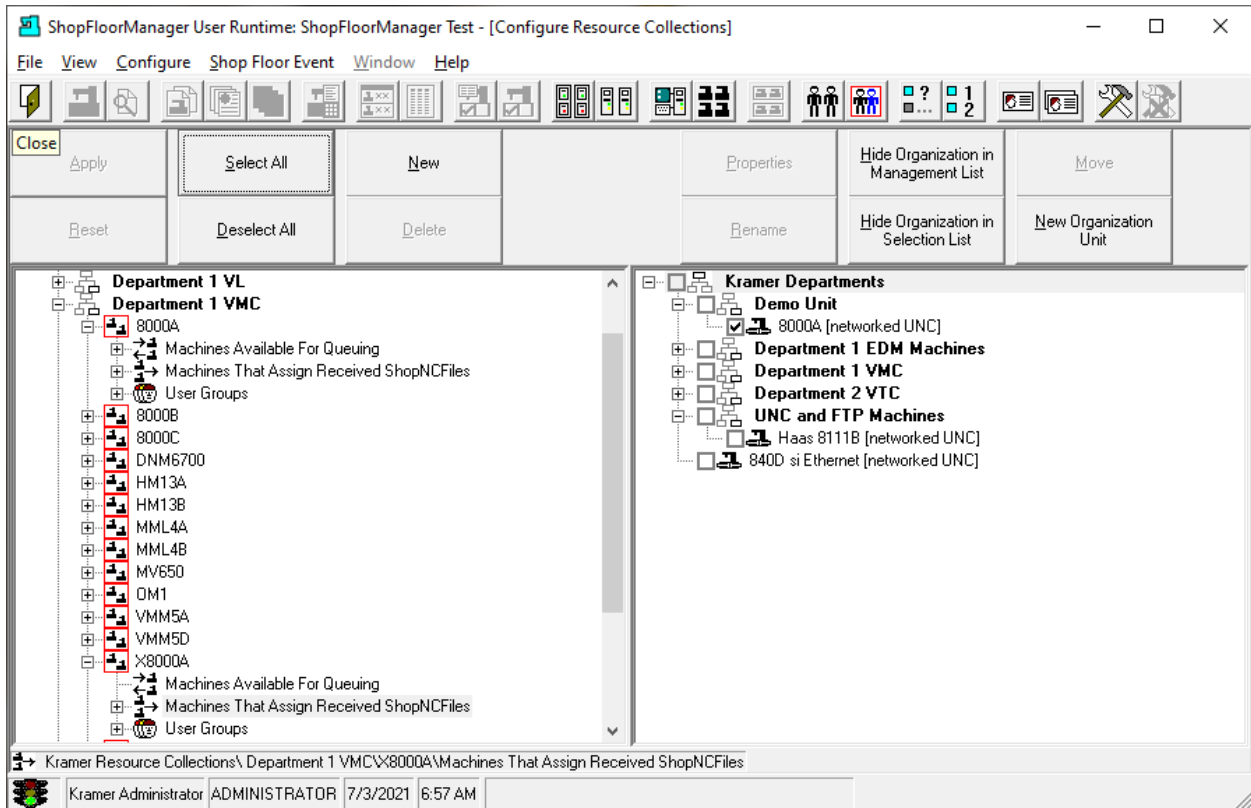 ShopFloorManager User Runtime: ShopFloorManager Test - [Configure Resource Collections]
File View Configure Shop Floor Event Window Help
Close
Apply
Select All
New
Properties
Hide Organization in
Management List
Move
Reset
Deselect All
Delete
Rename
Hide Organization in
Selection List
New Organization
Unit
Department 1 VL
Department 1 VMC
8000A
Machines Available For Queuing
Machines That Assign Received ShopNCFiles
User Groups
8000B
8000C
DNM6700
HM13A
HM13B
MML4A
MML4B
MV650
OM1
VMM5A
VMM5D
X8000A
Machines Available For Queuing
Machines That Assign Received ShopNCFiles
User Groups
Kramer Departments
Demo Unit
8000A [networked UNC]
Department 1 EDM Machines
Department 1 VMC
Department 2 VTC
UNC and FTP Machines
Haas 8111B [networked UNC]
840D si Ethernet [networked UNC]
Kramer Resource Collections\ Department 1 VMC\X8000A\Machines That Assign Received ShopNCFiles
Kramer Administrator ADMINISTRATOR 7/3/2021 6:57 AM